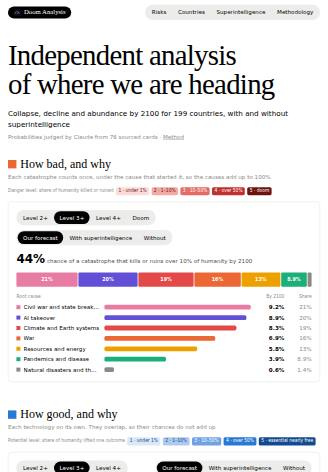 Doom Analysis
Risks Countries Superintelligence Methodology
Independent analysis
of where we are heading
Collapse, decline and abundance by 2100 for 199 countries, with and without
superintelligence
Probabilities judged by Claude from 76 sourced cards · Method
How bad, and why
Each catastrophe counts once, under the cause that started it, so the causes add up to 100%
Danger level: share of humanity killed or ruined 1 · under 1% 2 · 1-10% 3 · 10-50% 4 · over 50% 5 · doom
Level 2+ Level 3+ Level 4+ Doom
Our forecast With superintelligence Without
44% chance of a catastrophe that kills or ruins over 10% of humanity by 2100
21% 20% 19% 16% 13% 8.9%
Root cause By 2100 Share
Civil war and state break... 9.2% 21%
AI takeover 8.9% 20%
Climate and Earth systems 8.3% 19%
War 6.9% 16%
Resources and energy 5.8% 13%
Pandemics and disease 3.9% 8.9%
Natural disasters and th... 0.6% 1.4%
How good, and why
Each technology on its own. They overlap, so their chances do not add up
Potential level: share of humanity lifted one outcome 1 · under 1% 2 · 1-10% 3 · 10-50% 4 · over 50% 5 · essentially nearly free
Level 2+ Level 3+ Level 4+ Our forecast With superintelligence Without